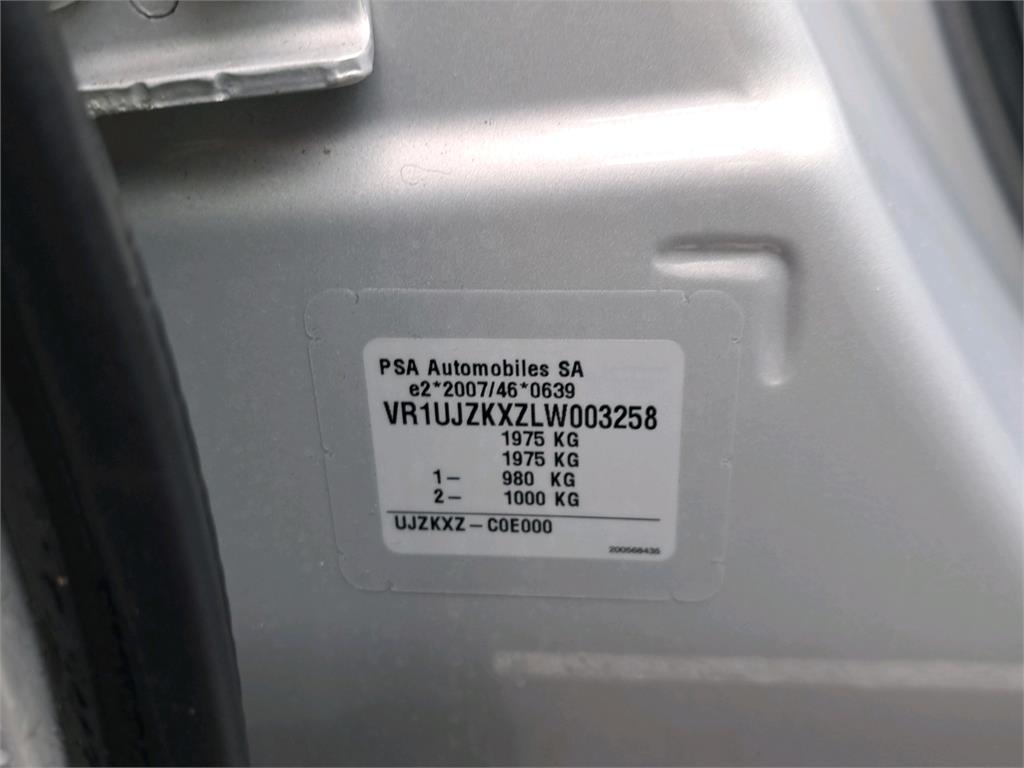 PSA Automobiles SA
e2*2007/46*0639
VR1UJZKXZLW003258
1975 KG
1975 KG
1- 980 KG
2- 1000 KG
UJZKXZ-C0E000
200568435